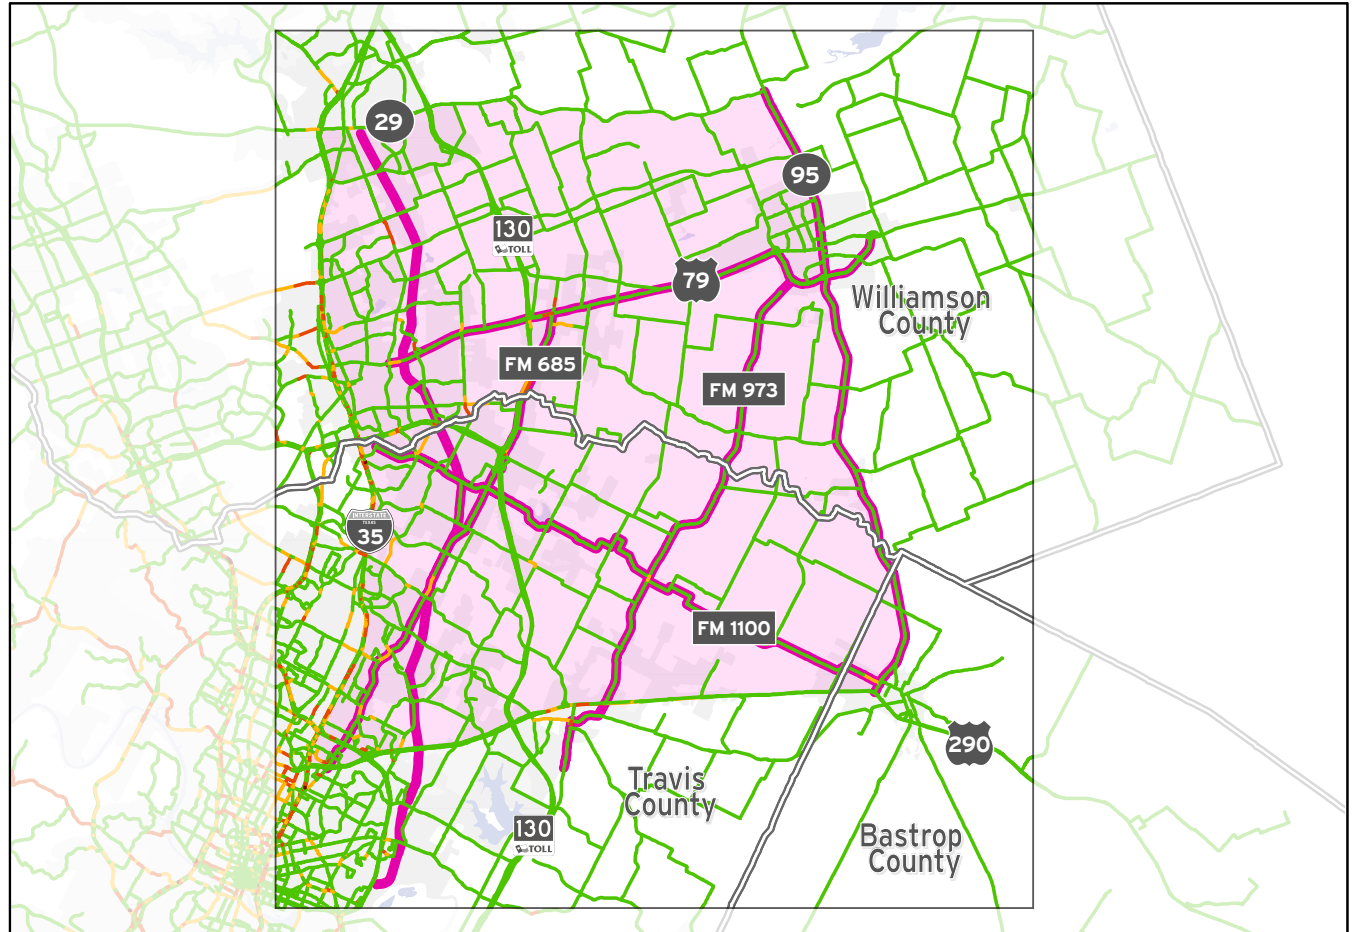 29
95
130
TOLL
79
Williamson
County
FM 685
FM 973
INTERSTATE
TEXAS
35
FM 1100
290
Travis
County
130
TOLL
Bastrop
County